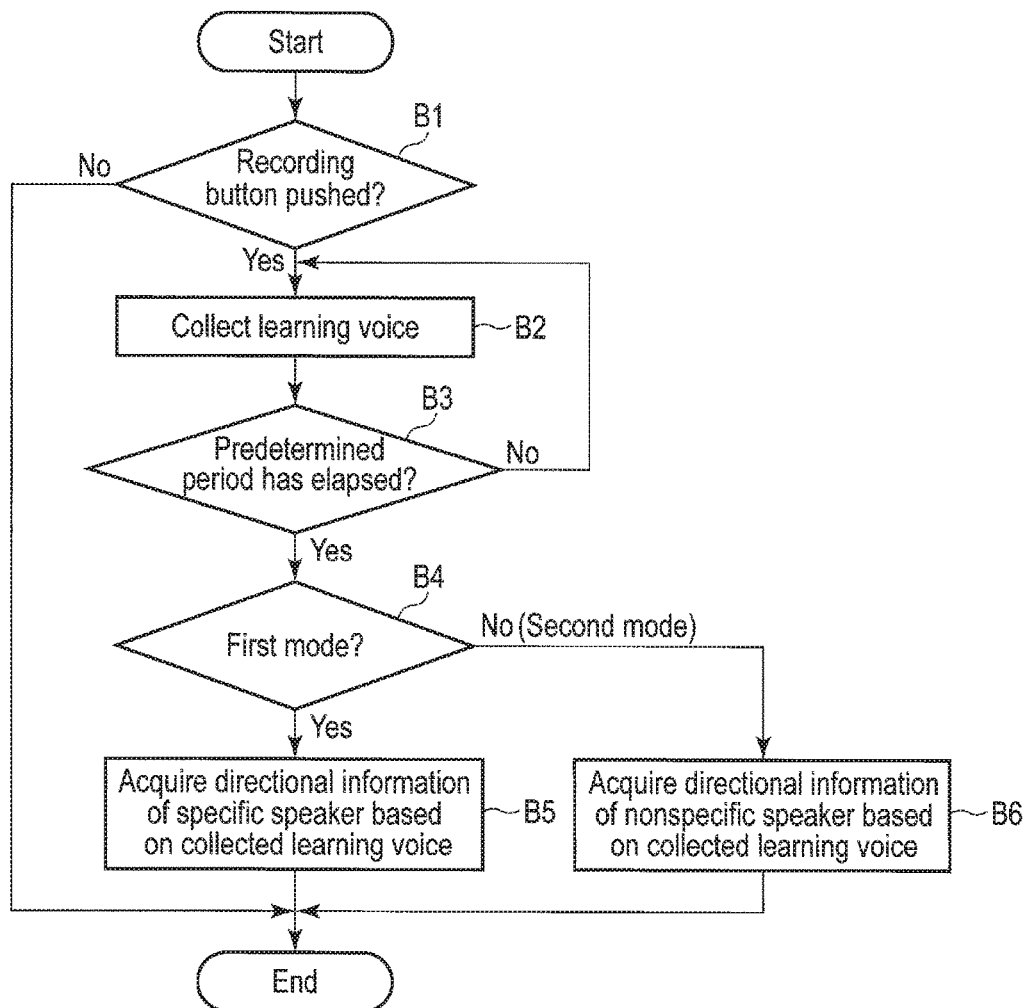 Start
B1
No
Recording
button pushed?
Yes
Collect learning voice
B2
B3
Predetermined
period has elapsed?
No
Yes
B4
First mode?
No (Second mode)
Yes
Acquire directional information
of specific speaker based
on collected learning voice
B5
Acquire directional information
of nonspecific speaker based
on collected learning voice
B6
End